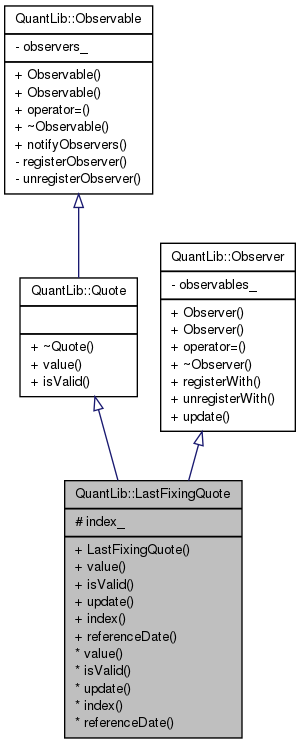 QuantLib::Observable
- observers_
+ Observable()
+ Observable()
+ operator=()
+ ~Observable()
+ notifyObservers()
- registerObserver()
- unregisterObserver()
QuantLib::Observer
- observables_
+ Observer()
+ Observer()
+ operator=()
+ ~Observer()
+ registerWith()
+ unregisterWith()
+ update()
QuantLib::Quote
+ ~Quote()
+ value()
+ isValid()
QuantLib::LastFixingQuote
# index_
+ LastFixingQuote()
+ value()
+ isValid()
+ update()
+ index()
+ referenceDate()
* value()
* isValid()
* update()
* index()
* referenceDate()